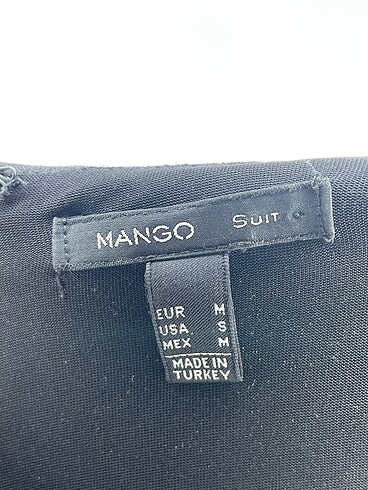 MANGO Suit
EUR M
USA S
MEX M
MADE IN
TURKEY